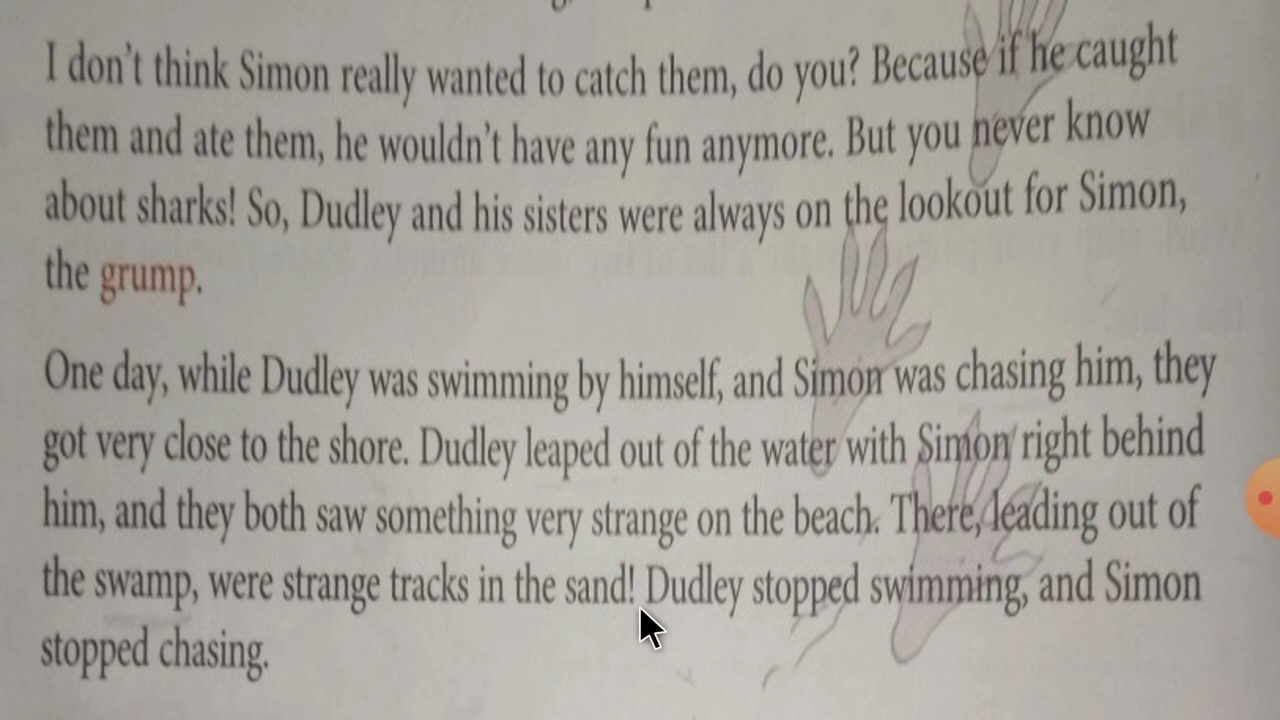 I don't think Simon really wanted to catch them, do you? Because if he caught
them and ate them, he wouldn't have any fun anymore. But you never know
about sharks! So, Dudley and his sisters were always on the lookout for Simon,
the grump.
One day, while Dudley was swimming by himself, and Simon was chasing him, they
got very close to the shore. Dudley leaped out of the water with Simon right behind
him, and they both saw something very strange on the beach. There, leading out of
the swamp, were strange tracks in the sand! Dudley stopped swimming, and Simon
stopped chasing.